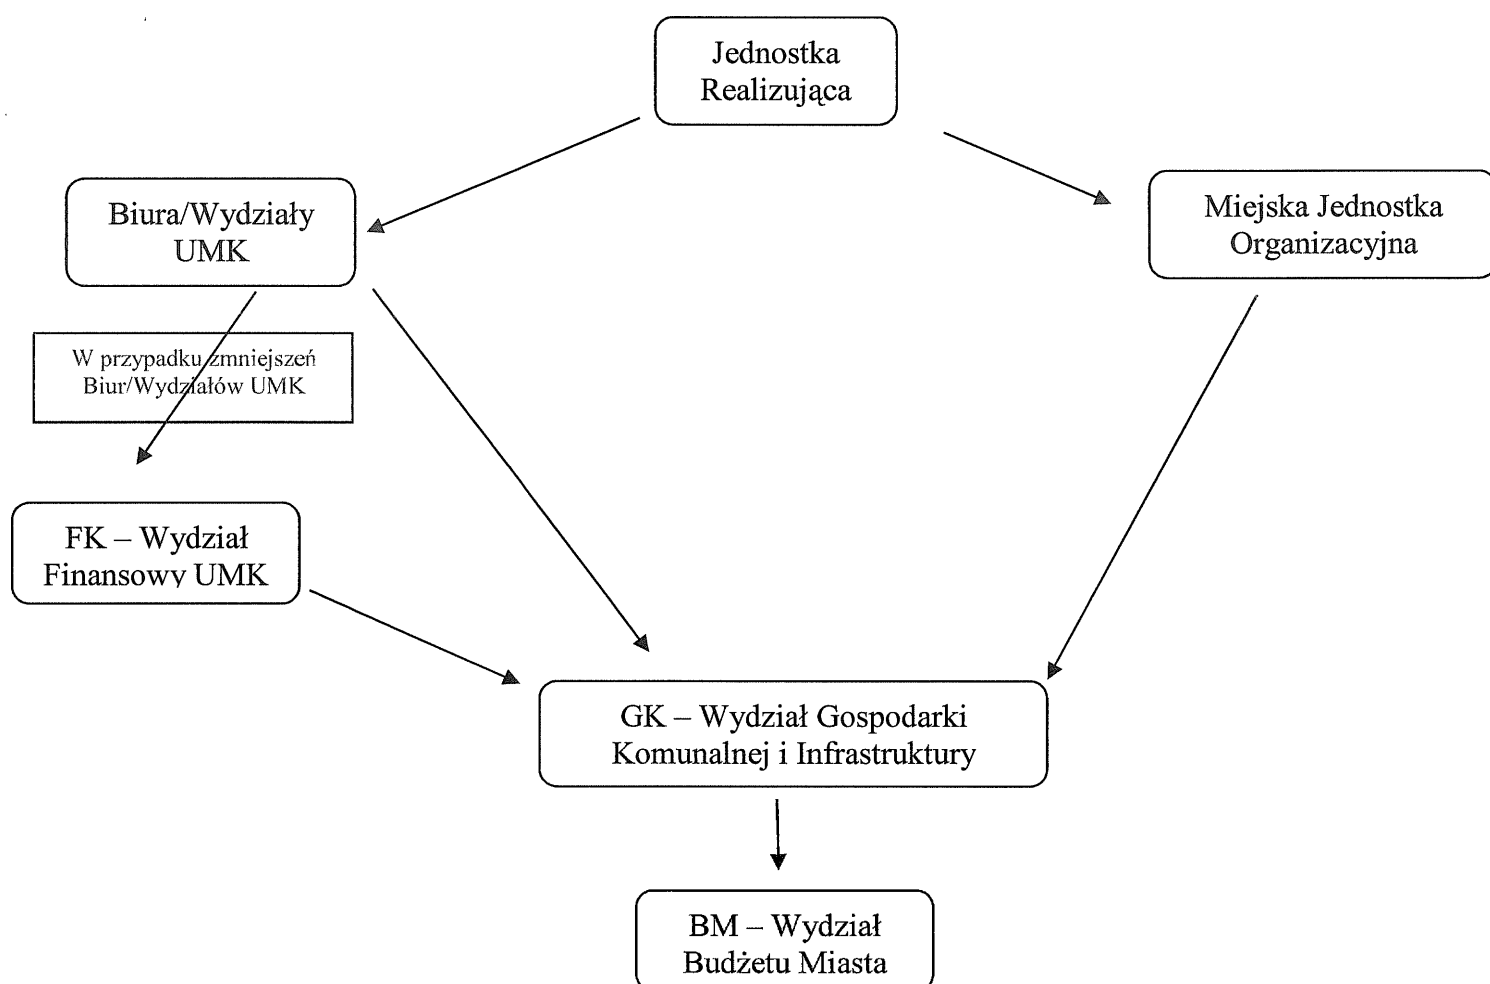 Jednostka
Realizująca
Biura/Wydziały
UMK
Miejska Jednostka
Organizacyjna
W przypadku zmniejszeń
Biur/Wydziałów UMK
FK – Wydział
Finansowy UMK
GK – Wydział Gospodarki
Komunalnej i Infrastruktury
BM – Wydział
Budżetu Miasta